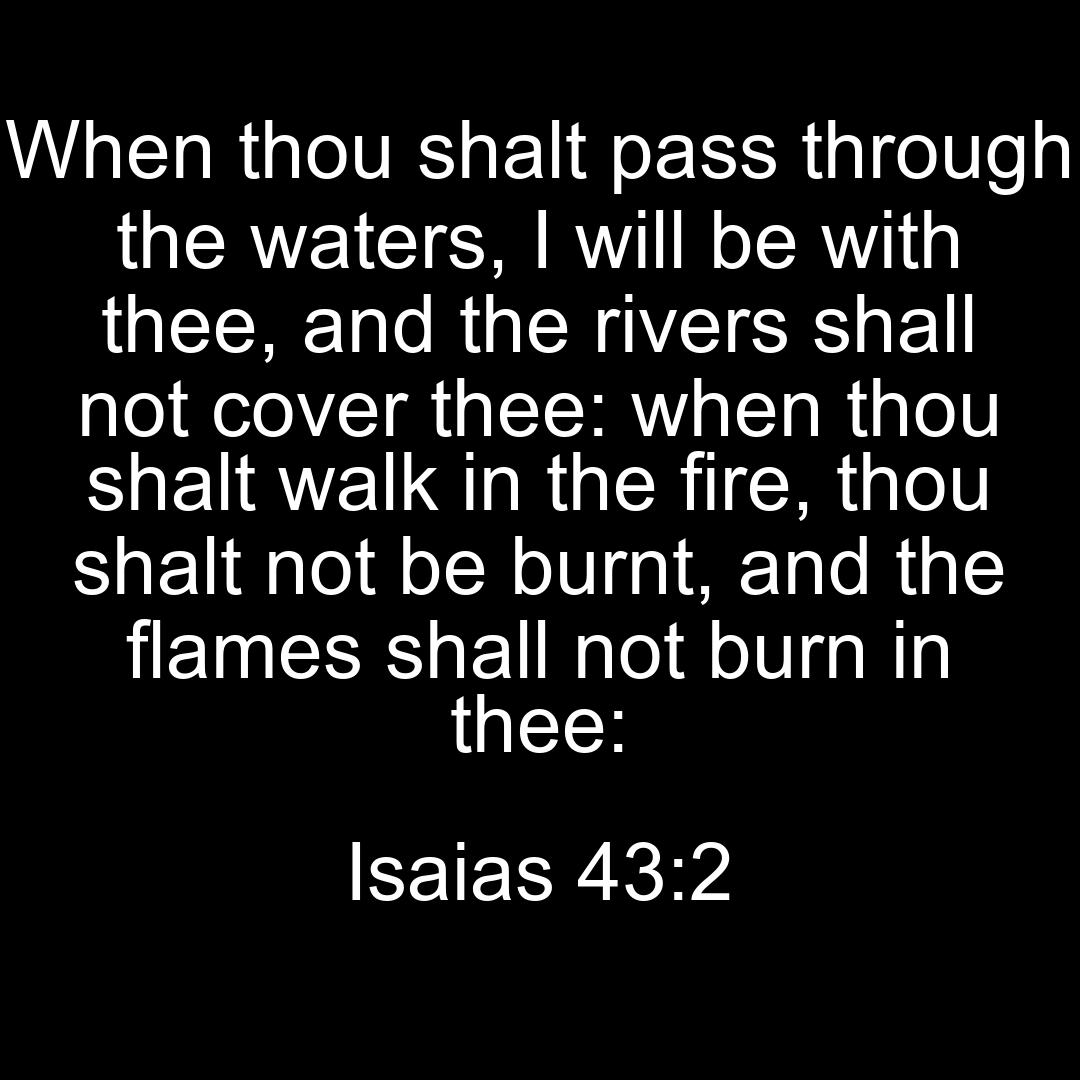 When thou shalt pass through
the waters, I will be with
thee, and the rivers shall
not cover thee: when thou
shalt walk in the fire, thou
shalt not be burnt, and the
flames shall not burn in
thee:
Isaias 43:2